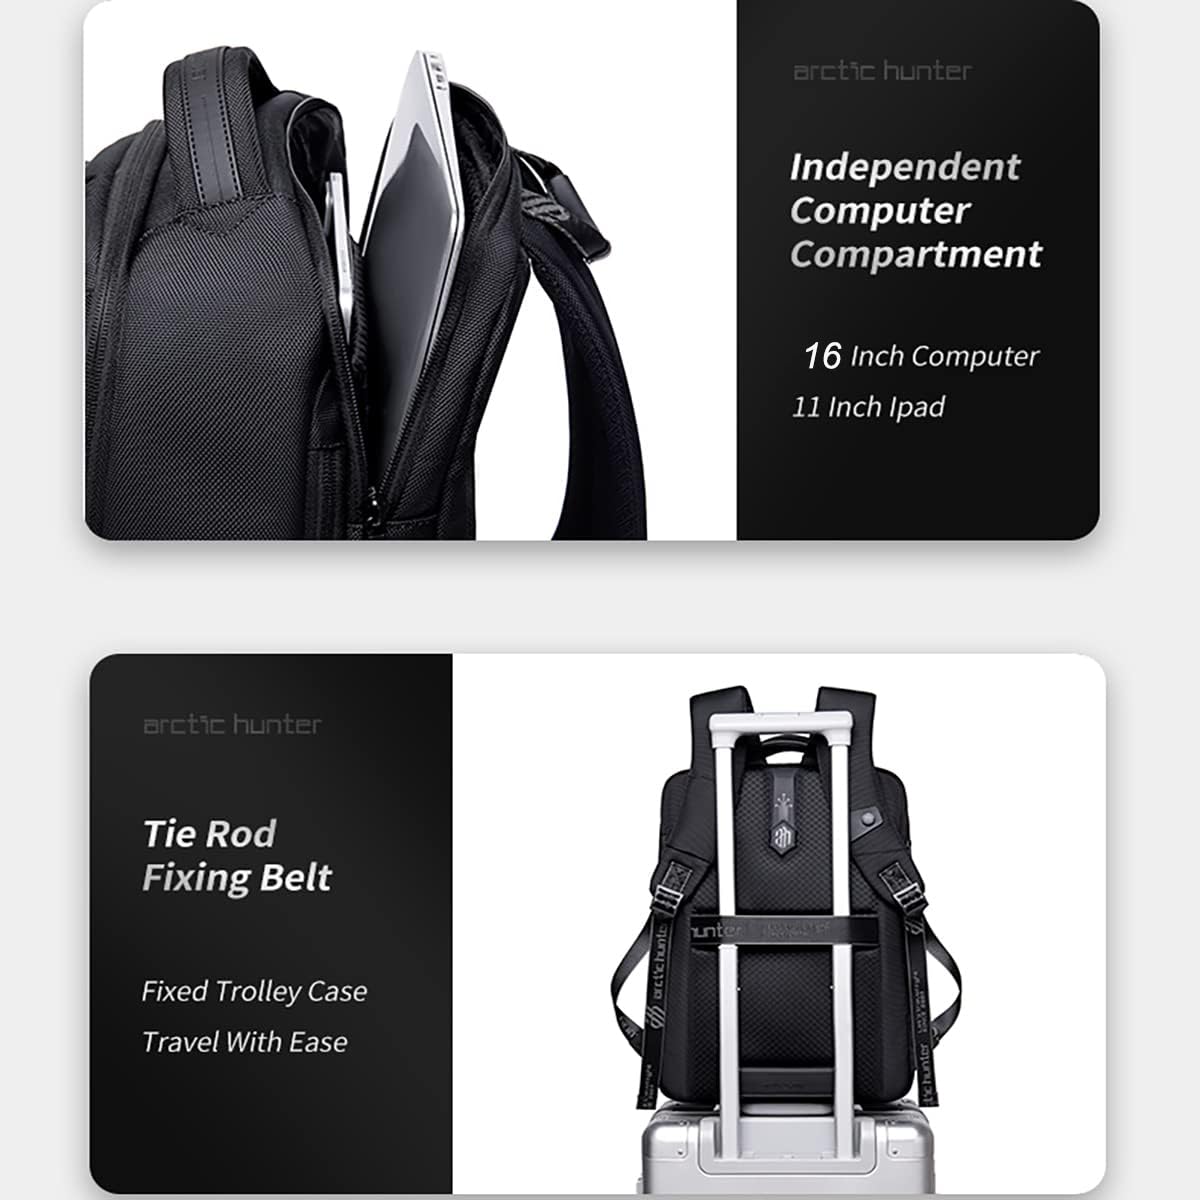 arctic hunter
Independent
Computer
Compartment
16 Inch Computer
11 Inch Ipad
arctic hunter
Tie Rod
Fixing Belt
Fixed Trolley Case
Travel With Ease
hunter
arctic hunter
arctic hunter